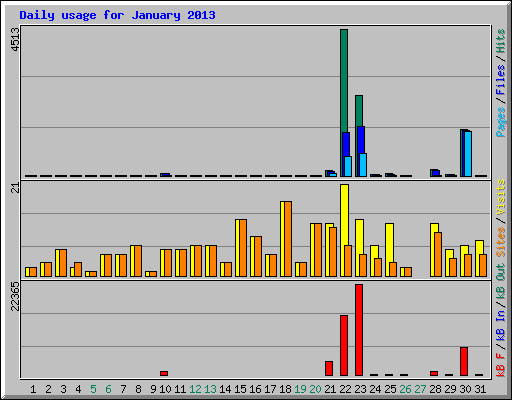 Daily usage for January 2013
4513
Pages / Files / Hits
21
Sites / Visits
22365
kB F / kB In / kB Out
1 2 3 4 5 6 7 8 9 10 11 12 13 14 15 16 17 18 19 20 21 22 23 24 25 26 27 28 29 30 31